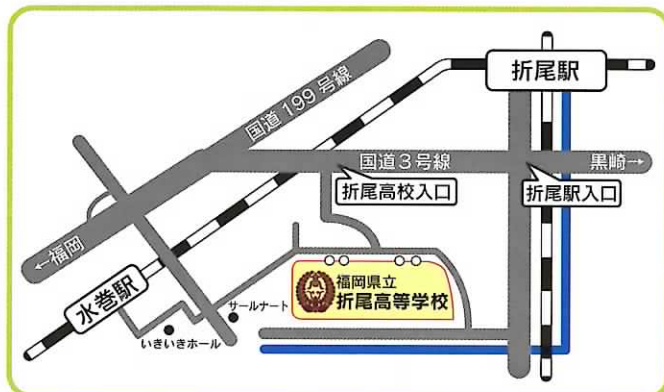 折尾駅
国道199号線
国道3号線
黒崎→
折尾高校入口
折尾駅入口
←福岡
水巻駅
福岡県立
折尾高等学校
サールナート
いきいきホール